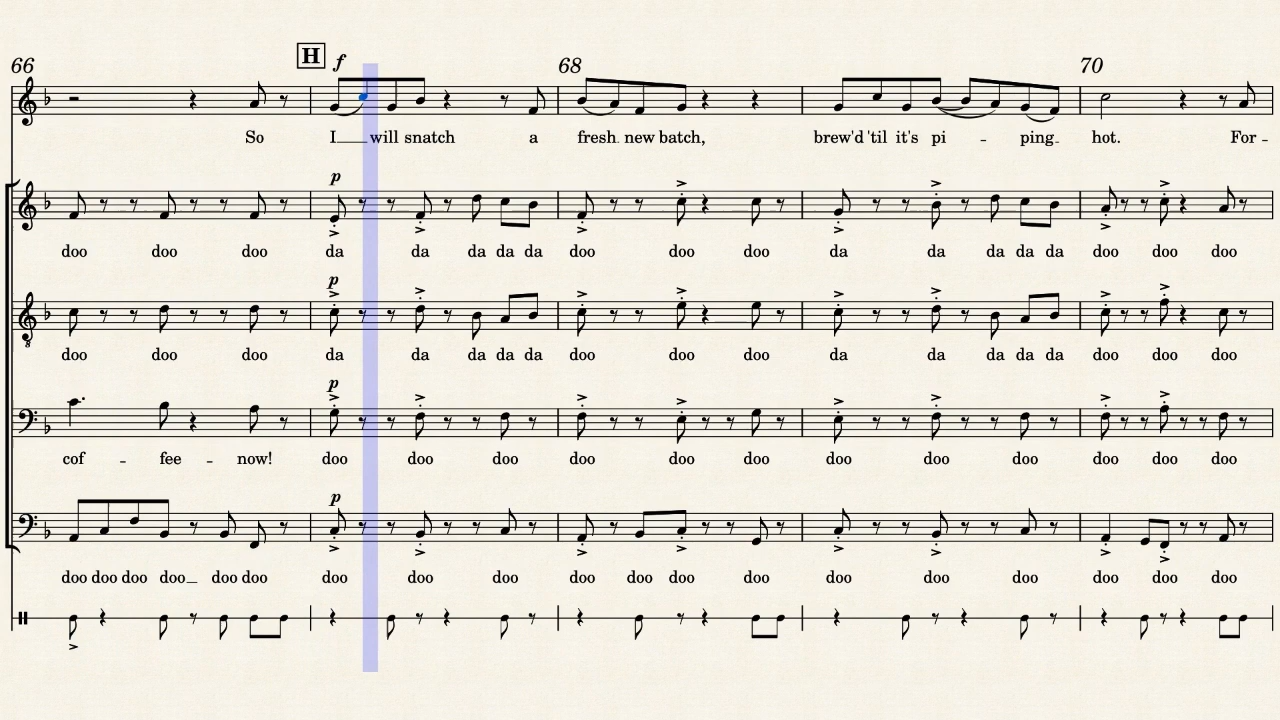 66 68 70
H f
So I will snatch a fresh new batch, brew'd 'til it's pi - ping hot. For -
p
doo doo doo da da da da da doo doo doo da da da da da doo doo doo
p
doo doo doo da da da da da doo doo doo da da da da da doo doo doo
p
cof - fee - now! doo doo doo doo doo doo doo doo doo doo doo doo
p
doo doo doo doo doo doo doo doo doo doo doo doo doo doo doo doo doo doo doo